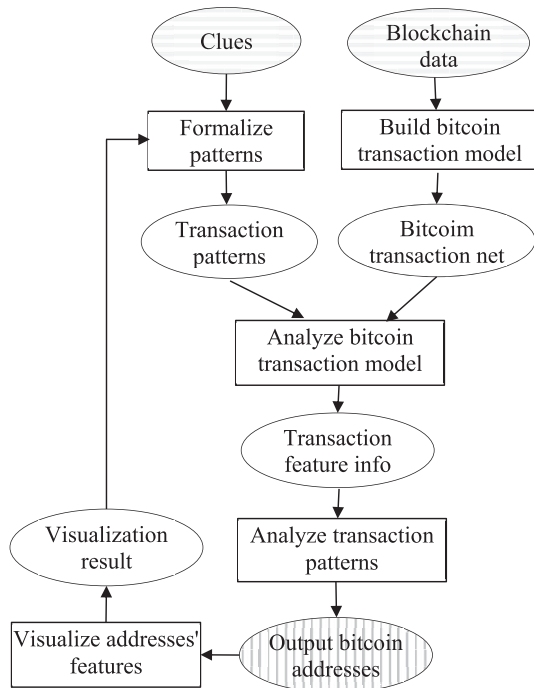 Clues
Blockchain
data
Formalize
patterns
Build bitcoin
transaction model
Transaction
patterns
Bitcoim
transaction net
Analyze bitcoin
transaction model
Transaction
feature info
Visualization
result
Analyze transaction
patterns
Visualize addresses'
features
Output bitcoin
addresses